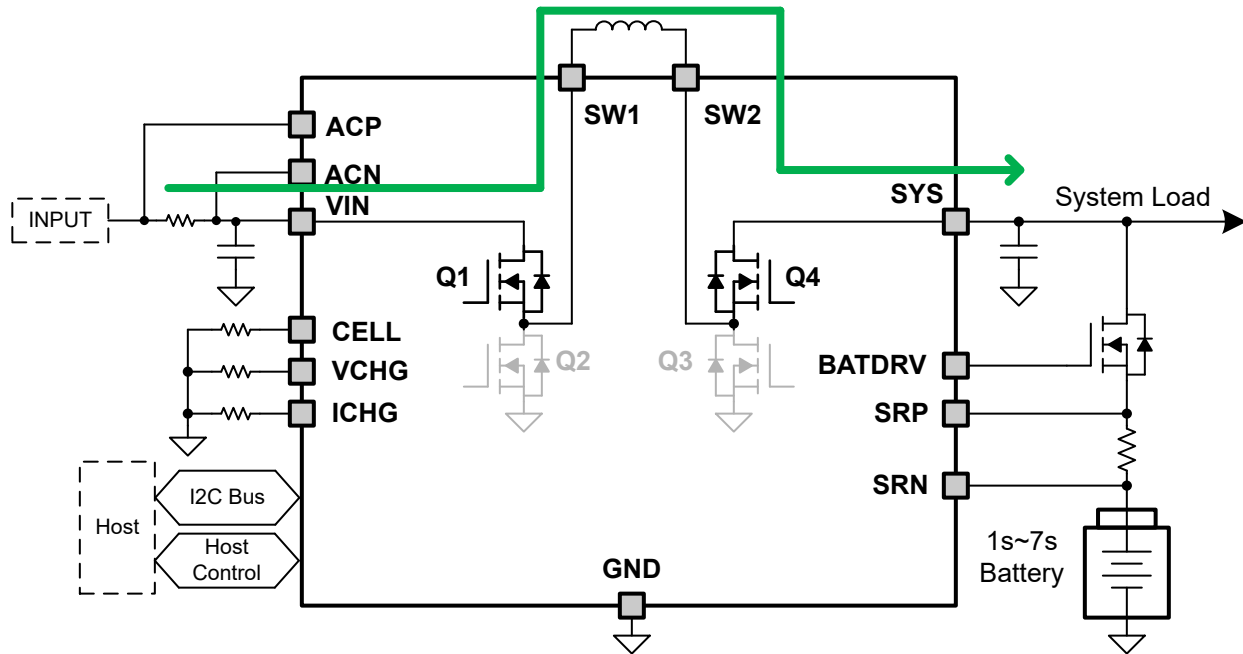 SW1
SW2
ACP
ACN
VIN
INPUT
SYS
System Load
Q1
Q4
Q2
Q3
CELL
VCHG
ICHG
BATDRV
SRP
SRN
Host
I2C Bus
Host
Control
GND
1s~7s
Battery